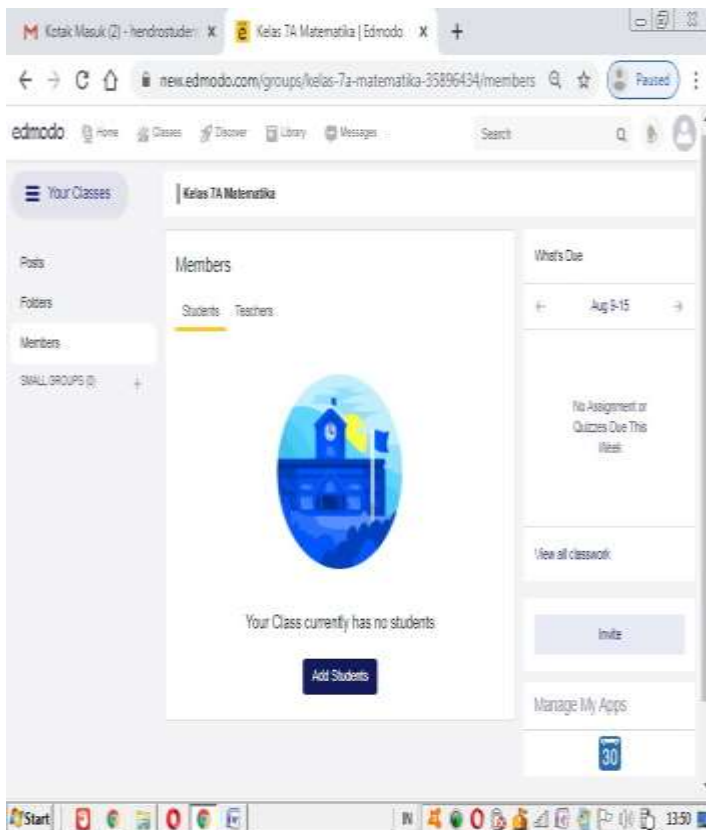 Kotak Masuk (2) - hendrostuden
Kelas 7A Matematika | Edmodo
new.edmodo.com/groups/kelas-7a-matematika-35896434/members
Paused
edmodo
Home
Classes
Discover
Library
Messages
Search
Your Classes
Kelas 7A Matematika
Posts
Folders
Members
SMALL GROUPS (0)
Members
Students
Teachers
Your Class currently has no students
Add Students
What's Due
Aug 9-15
No Assignment or
Quizzes Due This
Week
View all classwork
Invite
Manage My Apps
30
Start
IN
13:50